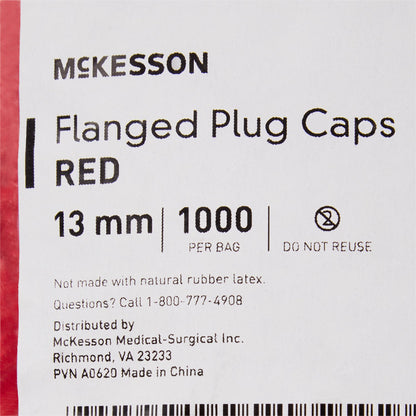 McKESSON
Flanged Plug Caps
RED
13 mm
1000
PER BAG
DO NOT REUSE
Not made with natural rubber latex.
Questions? Call 1-800-777-4908
Distributed by
McKesson Medical-Surgical Inc.
Richmond, VA 23233
PVN A0620 Made in China